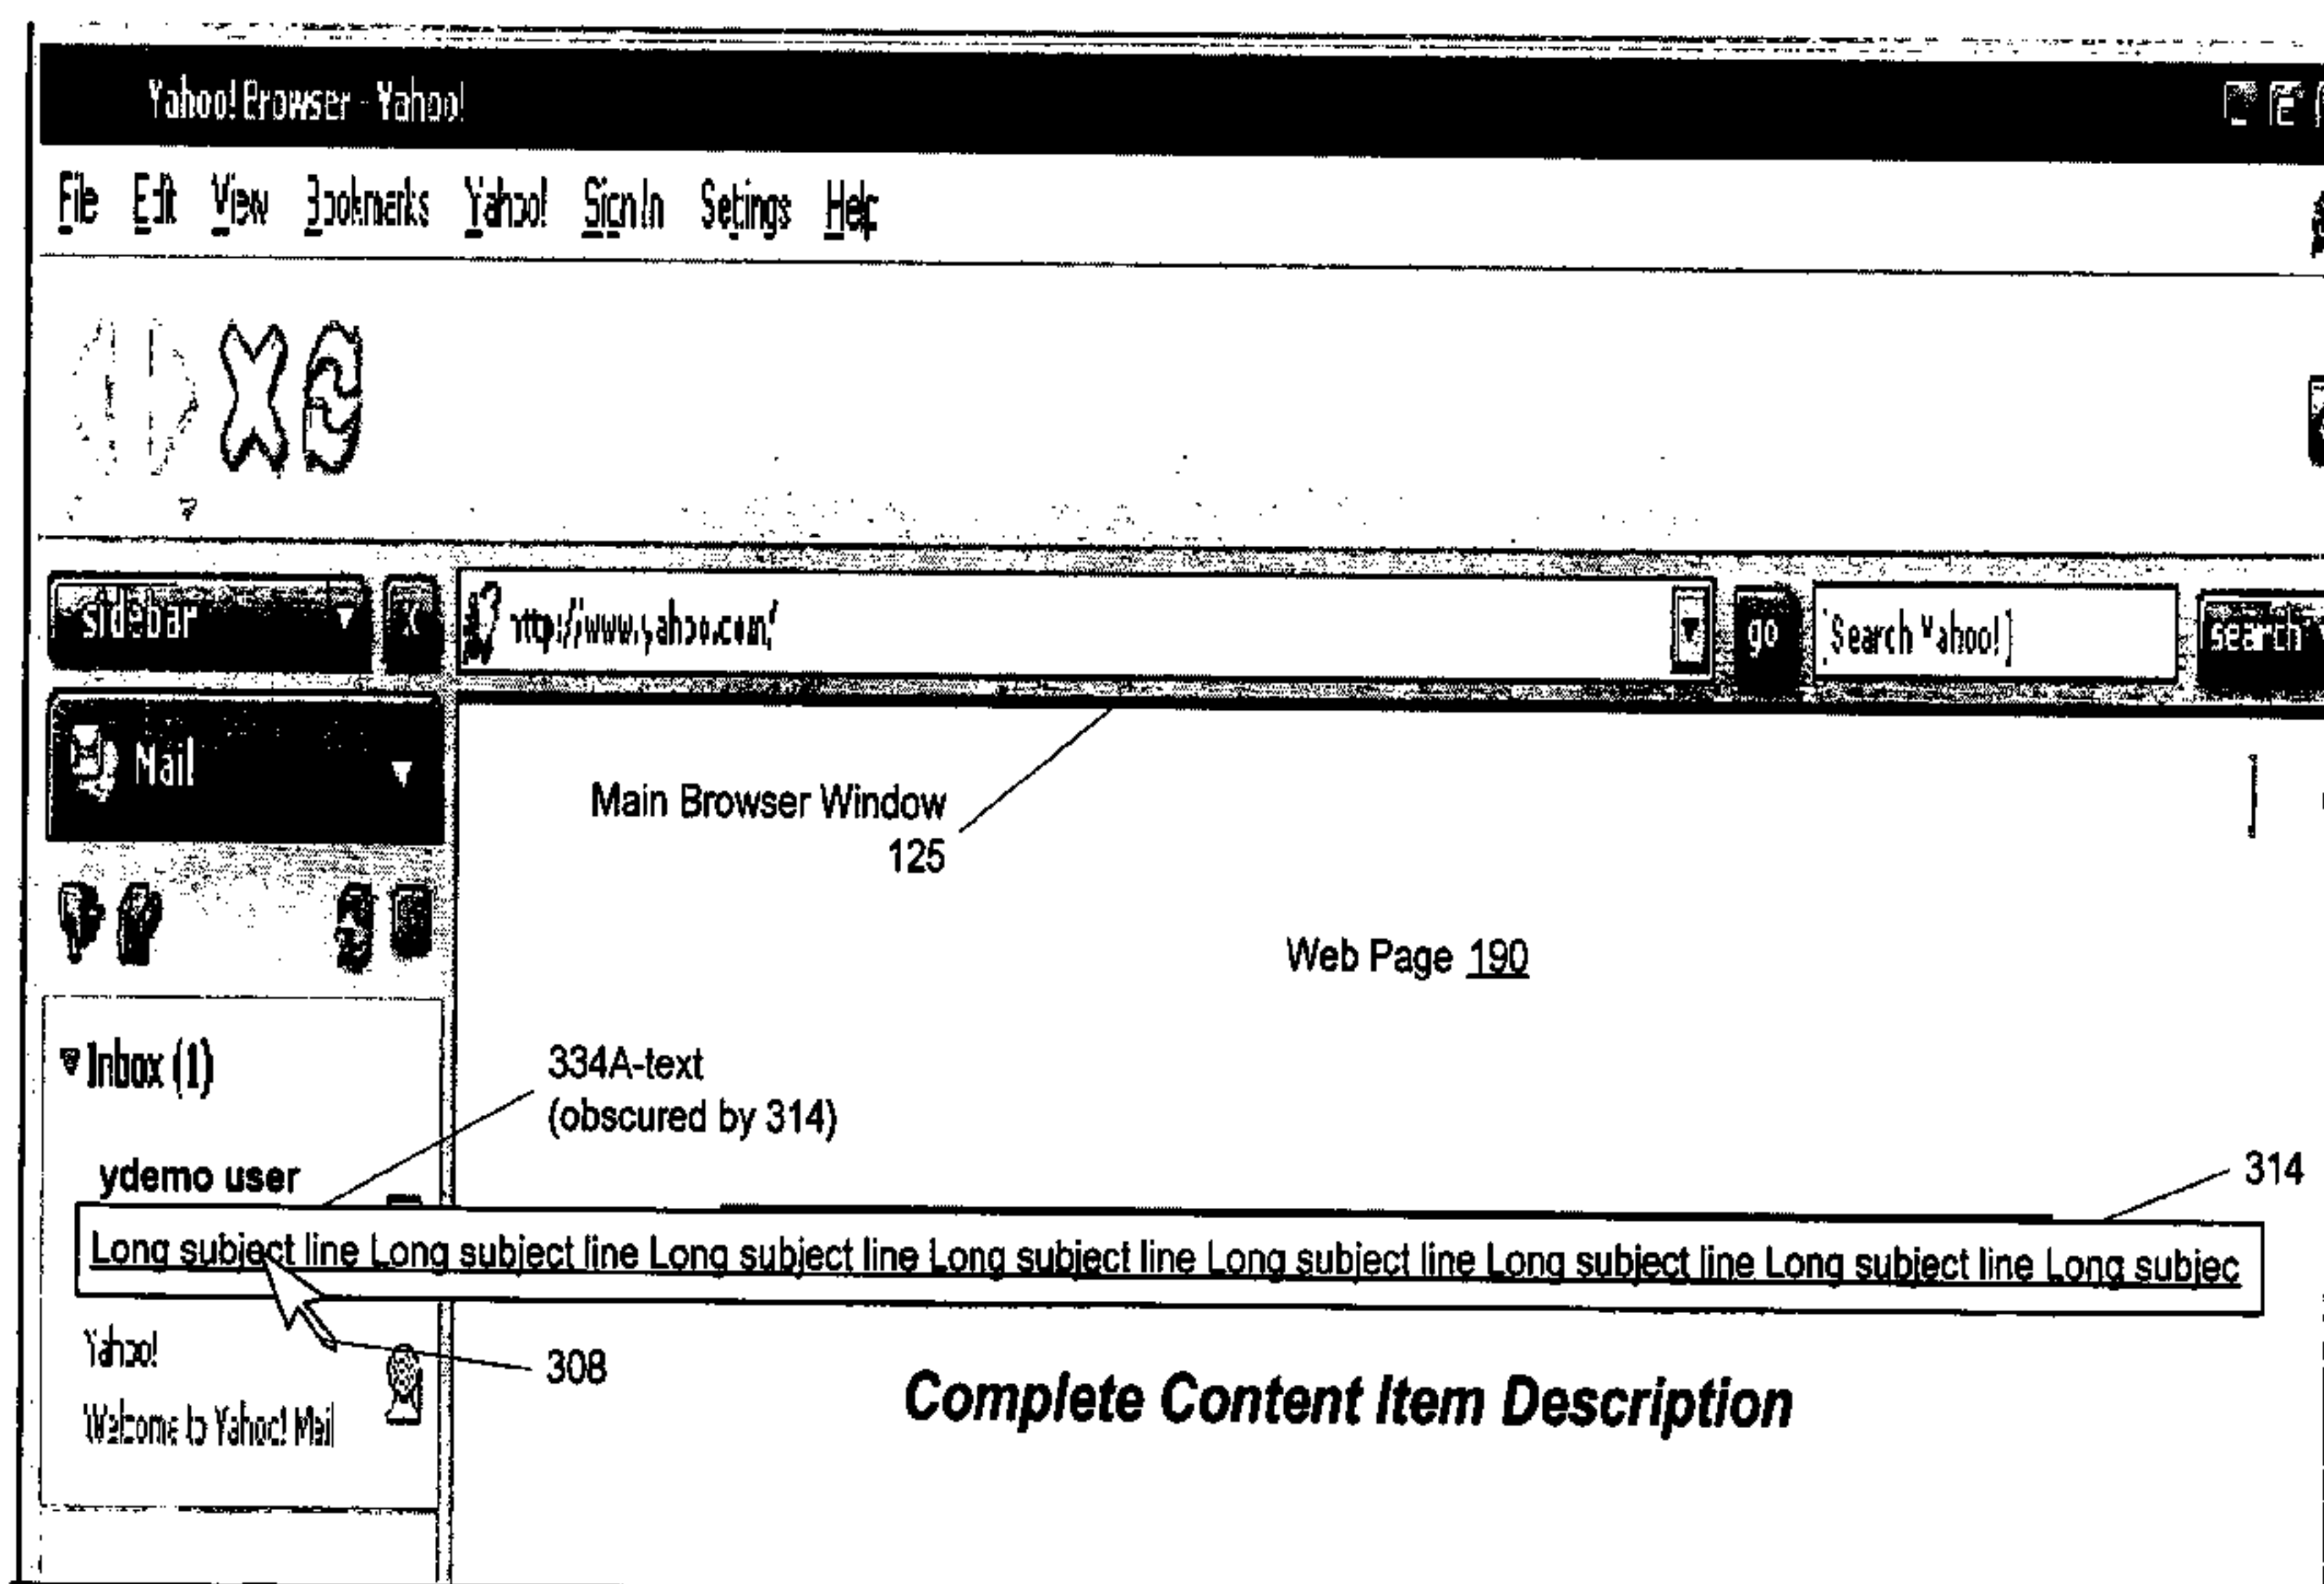 Yahoo! Browser - Yahoo!
File Edit View Bookmarks Yahoo! Sign In Settings Help
sidebar x http://www.yahoo.com/ go [Search Yahoo!] search
Mail
Main Browser Window
125
Web Page 190
Inbox (1)
334A-text
(obscured by 314)
ydemo user
314
Long subject line Long subject line Long subject line Long subject line Long subject line Long subject line Long subject line Long subjec
Yahoo!
308
Welcome to Yahoo! Mail
Complete Content Item Description